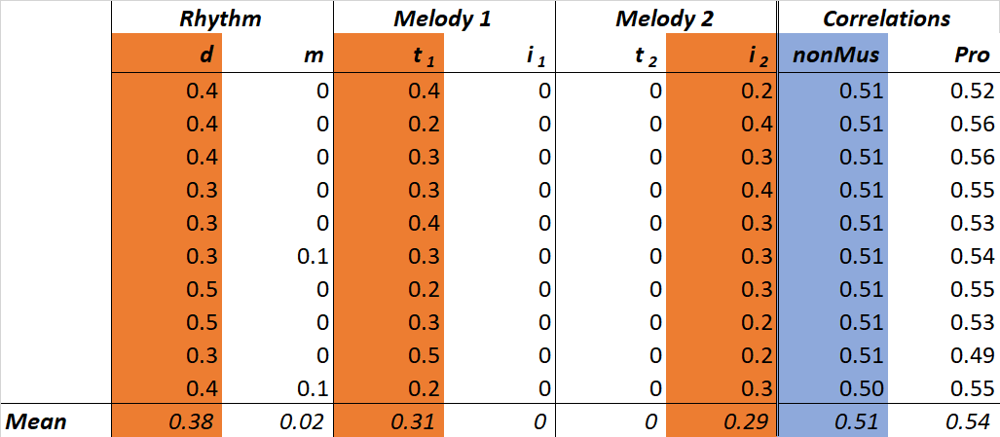 Rhythm Melody 1 Melody 2 Correlations
d m t 1 i 1 t 2 i 2 nonMus Pro
0.4 0 0.4 0 0 0.2 0.51 0.52
0.4 0 0.2 0 0 0.4 0.51 0.56
0.4 0 0.3 0 0 0.3 0.51 0.56
0.3 0 0.3 0 0 0.4 0.51 0.55
0.3 0 0.4 0 0 0.3 0.51 0.53
0.3 0.1 0.3 0 0 0.3 0.51 0.54
0.5 0 0.2 0 0 0.3 0.51 0.55
0.5 0 0.3 0 0 0.2 0.51 0.53
0.3 0 0.5 0 0 0.2 0.51 0.49
0.4 0.1 0.2 0 0 0.3 0.50 0.55
Mean 0.38 0.02 0.31 0 0 0.29 0.51 0.54